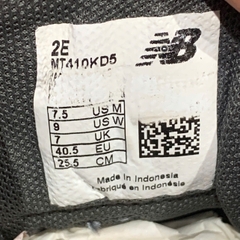 2E
MT410KD5
7.5 US M
9 US W
7 UK
40.5 EU
25.5 CM
Made in Indonesia
Fabriqué en Indonésie